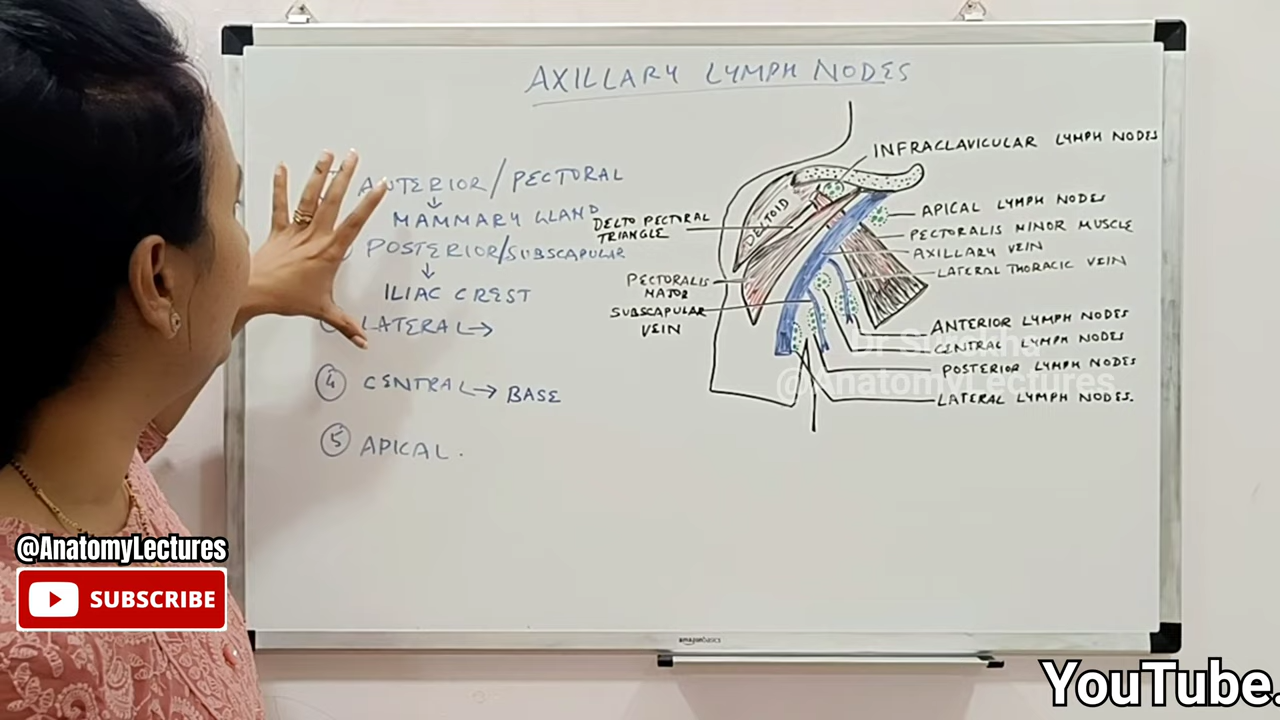 AXILLARY LYMPH NODES
ANTERIOR/PECTORAL
↓
MAMMARY GLAND
POSTERIOR/SUBSCAPULAR
↓
ILIAC CREST
LATERAL→
④ CENTRAL→ BASE
⑤ APICAL.
INFRACLAVICULAR LYMPH NODES
DELTOID
DELTO PECTORAL
TRIANGLE
PECTORALIS
MAJOR
SUBSCAPULAR
VEIN
APICAL LYMPH NODES
PECTORALIS MINOR MUSCLE
AXILLARY VEIN
LATERAL THORACIC VEIN
ANTERIOR LYMPH NODES
CENTRAL LYMPH NODES
POSTERIOR LYMPH NODES
LATERAL LYMPH NODES.
@AnatomyLectures
@AnatomyLectures
SUBSCRIBE
YouTube.